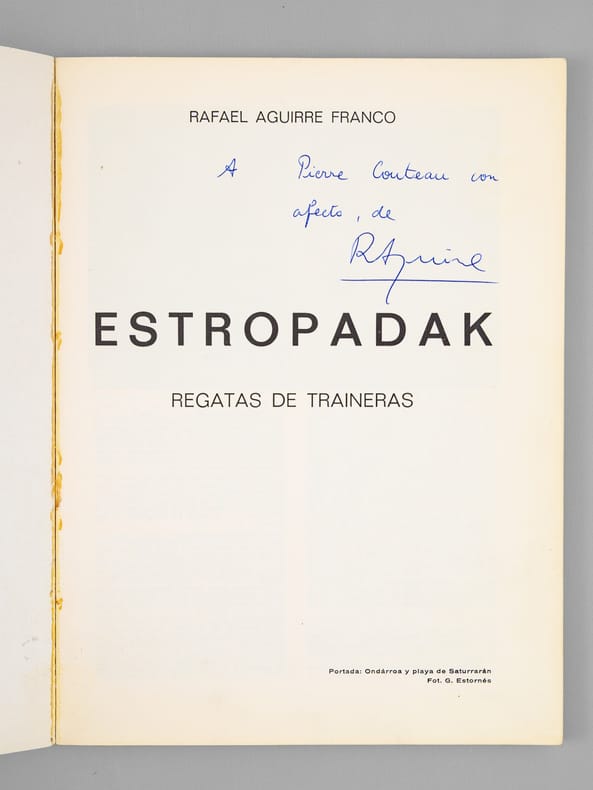 RAFAEL AGUIRRE FRANCO
A Pierre Couteau con
afecto, de
RAguirre
ESTROPADAK
REGATAS DE TRAINERAS
Portada: Ondárroa y playa de Saturrarán
Fot. G. Estornés